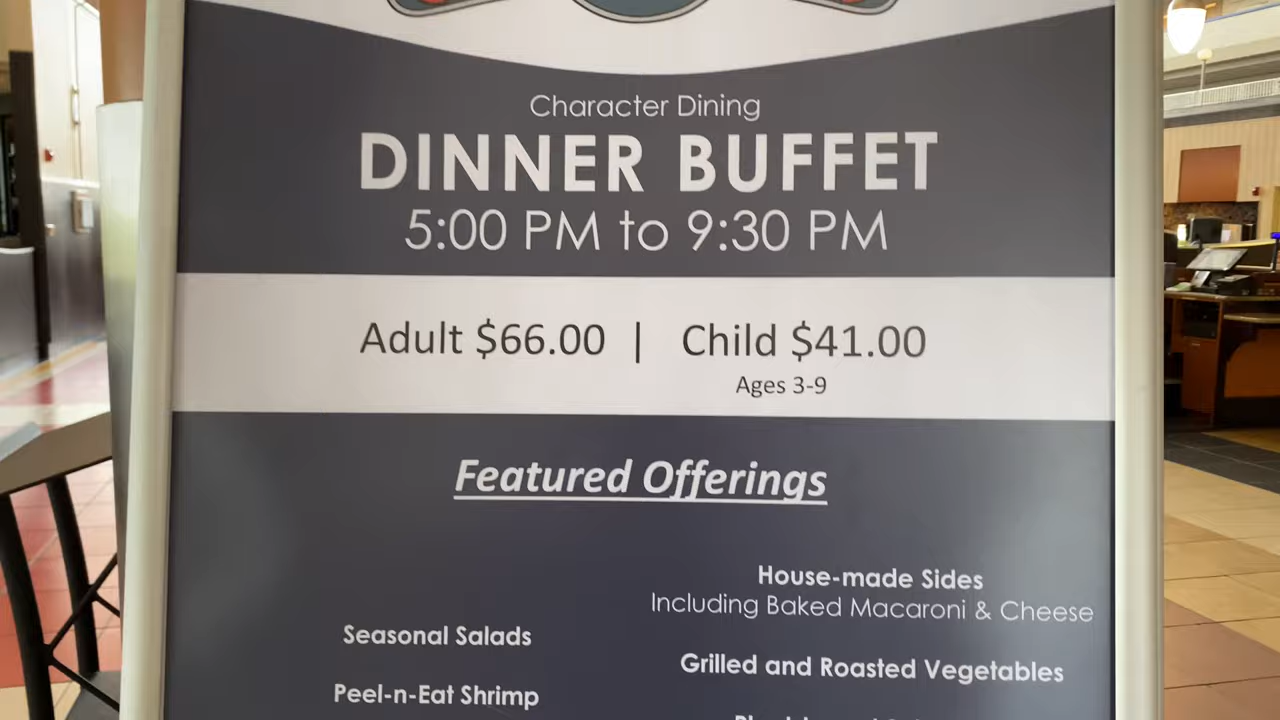 Character Dining
DINNER BUFFET
5:00 PM to 9:30 PM
Adult $66.00 | Child $41.00
Ages 3-9
Featured Offerings
Seasonal Salads
Peel-n-Eat Shrimp
House-made Sides
Including Baked Macaroni & Cheese
Grilled and Roasted Vegetables